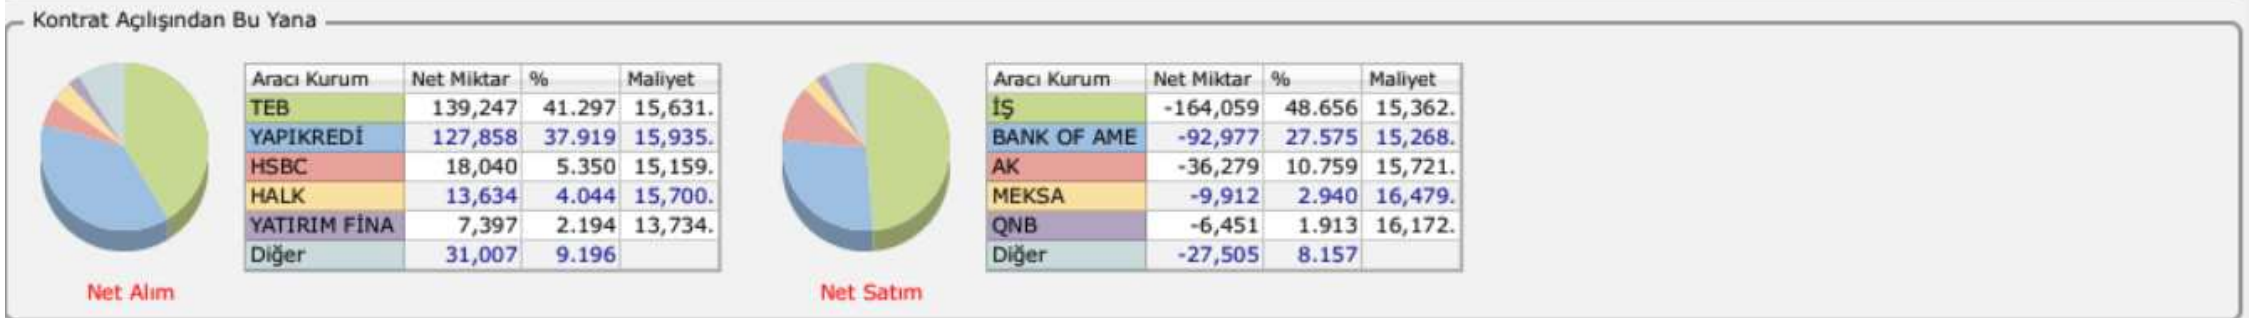 Kontrat Açılışından Bu Yana
Aracı Kurum Net Miktar % Maliyet
TEB 139,247 41.297 15,631.
YAPIKREDİ 127,858 37.919 15,935.
HSBC 18,040 5.350 15,159.
HALK 13,634 4.044 15,700.
YATIRIM FİNA 7,397 2.194 13,734.
Diğer 31,007 9.196
Net Alım
Aracı Kurum Net Miktar % Maliyet
İŞ -164,059 48.656 15,362.
BANK OF AME -92,977 27.575 15,268.
AK -36,279 10.759 15,721.
MEKSA -9,912 2.940 16,479.
QNB -6,451 1.913 16,172.
Diğer -27,505 8.157
Net Satım